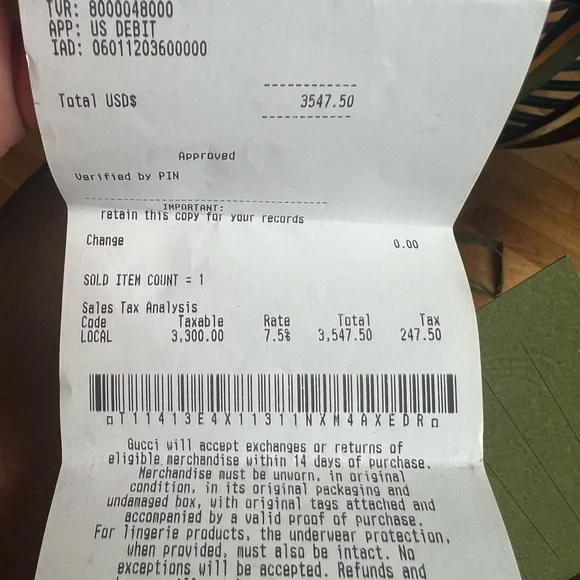 TVR: 8000048000
APP: US DEBIT
IAD: 06011203600000
Total USD$ 3547.50
Approved
Verified by PIN
IMPORTANT:
retain this copy for your records
Change 0.00
SOLD ITEM COUNT = 1
Sales Tax Analysis
Code Taxable Rate Total Tax
LOCAL 3,300.00 7.5% 3,547.50 247.50
T11413E4X11311NXM4AXEDR
Gucci will accept exchanges or returns of
eligible merchandise within 14 days of purchase.
Merchandise must be unworn, in original
condition, in its original packaging and
undamaged box, with original tags attached and
accompanied by a valid proof of purchase.
For lingerie products, the underwear protection,
when provided, must also be intact. No
exceptions will be accepted. Refunds and